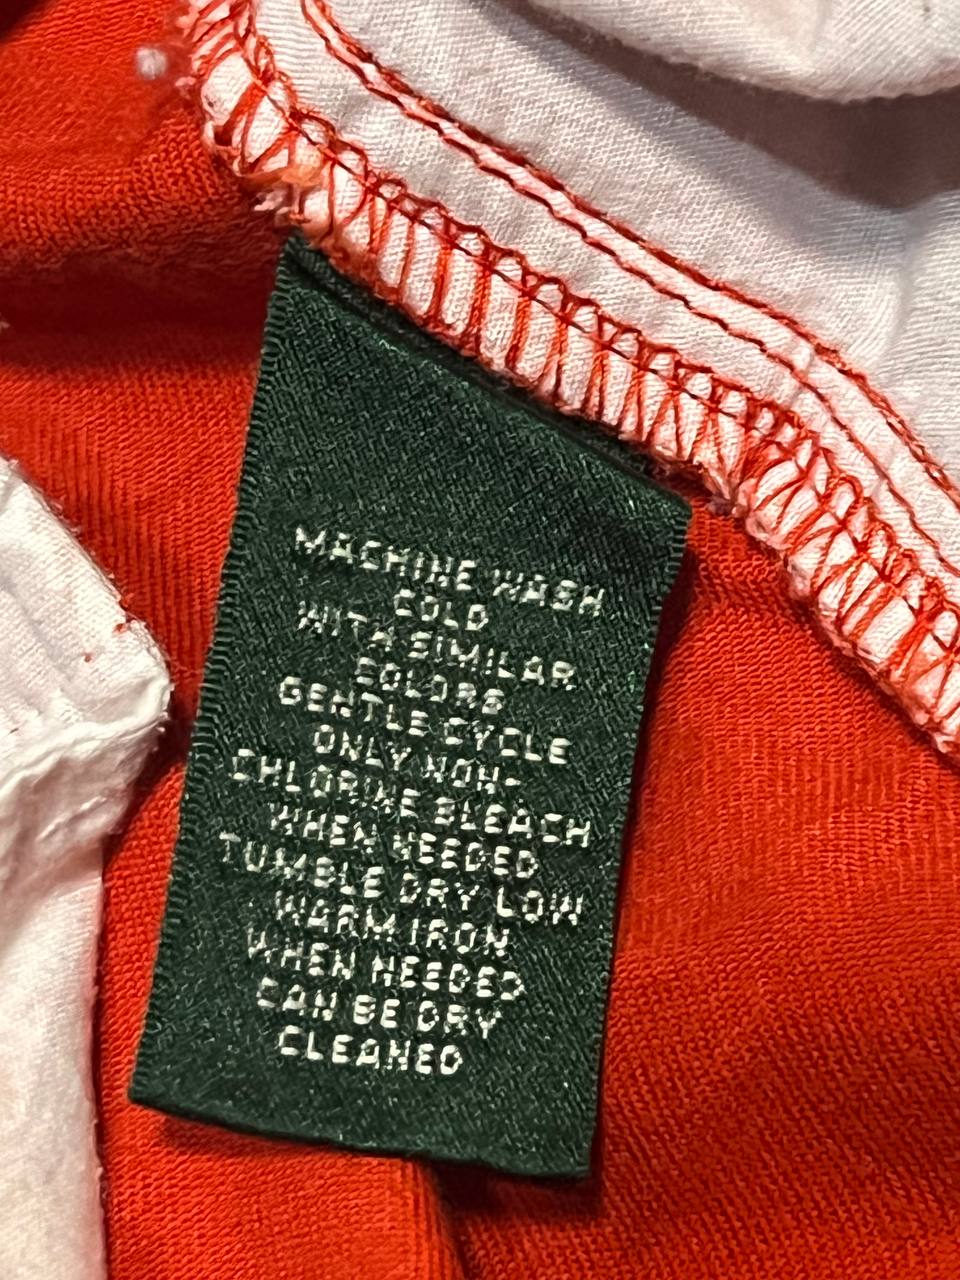 MACHINE WASH
COLD
WITH SIMILAR
COLORS
GENTLE CYCLE
ONLY NON-
CHLORINE BLEACH
WHEN NEEDED
TUMBLE DRY LOW
WARM IRON
WHEN NEEDED
CAN BE DRY
CLEANED